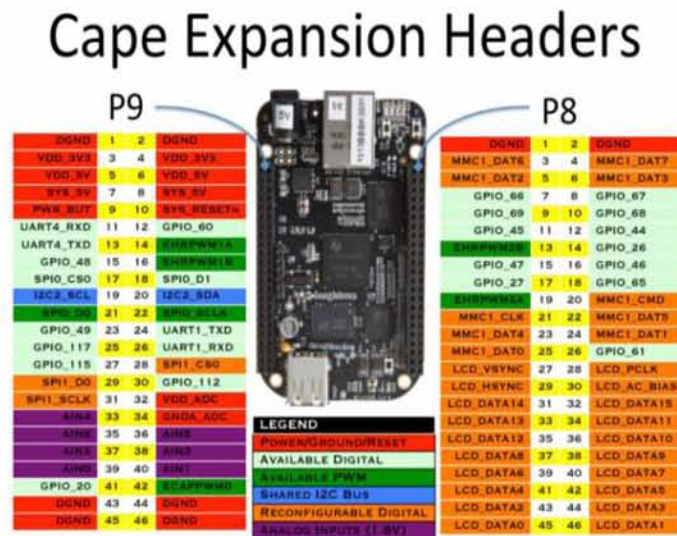 Cape Expansion Headers
P9
P8
DGND 1 2 DGND
VDD_3V3 3 4 VDD_3V3
VDD_5V 5 6 VDD_5V
SYS_5V 7 8 SYS_5V
PWR_BUT 9 10 SYS_RESETN
UART4_RXD 11 12 GPIO_60
UART4_TXD 13 14 EHRPWM1A
GPIO_48 15 16 EHRPWM1B
SPI0_CS0 17 18 SPI0_D1
I2C2_SCL 19 20 I2C2_SDA
SPI0_D0 21 22 SPI0_SCLK
GPIO_49 23 24 UART1_TXD
GPIO_117 25 26 UART1_RXD
GPIO_115 27 28 SPI1_CS0
SPI1_D0 29 30 GPIO_112
SPI1_SCLK 31 32 VDD_ADC
AIN4 33 34 GNDA_ADC
35 36
37 38 AIN3
AIN0 39 40 AIN1
GPIO_20 41 42 ECAPPWM0
DGND 43 44 DGND
DGND 45 46 DGND
DGND 1 2 DGND
MMC1_DAT6 3 4 MMC1_DAT7
MMC1_DAT2 5 6 MMC1_DAT3
GPIO_66 7 8 GPIO_67
GPIO_69 9 10 GPIO_68
GPIO_45 11 12 GPIO_44
EHRPWM2B 13 14 GPIO_26
GPIO_47 15 16 GPIO_46
GPIO_27 17 18 GPIO_65
EHRPWM2A 19 20 MMC1_CMD
MMC1_CLK 21 22 MMC1_DAT5
MMC1_DAT4 23 24 MMC1_DAT1
MMC1_DAT0 25 26 GPIO_61
LCD_VSYNC 27 28 LCD_PCLK
LCD_HSYNC 29 30 LCD_AC_BIAS
LCD_DATA14 31 32 LCD_DATA15
LCD_DATA13 33 34 LCD_DATA11
LCD_DATA12 35 36 LCD_DATA10
LCD_DATA8 37 38 LCD_DATA9
LCD_DATA6 39 40 LCD_DATA7
LCD_DATA4 41 42 LCD_DATA5
LCD_DATA2 43 44 LCD_DATA3
LCD_DATA0 45 46 LCD_DATA1
5V
LEGEND
POWER/GROUND/RESET
AVAILABLE DIGITAL
AVAILABLE PWM
SHARED I2C BUS
RECONFIGURABLE DIGITAL
ANALOG INPUTS (1.8V)